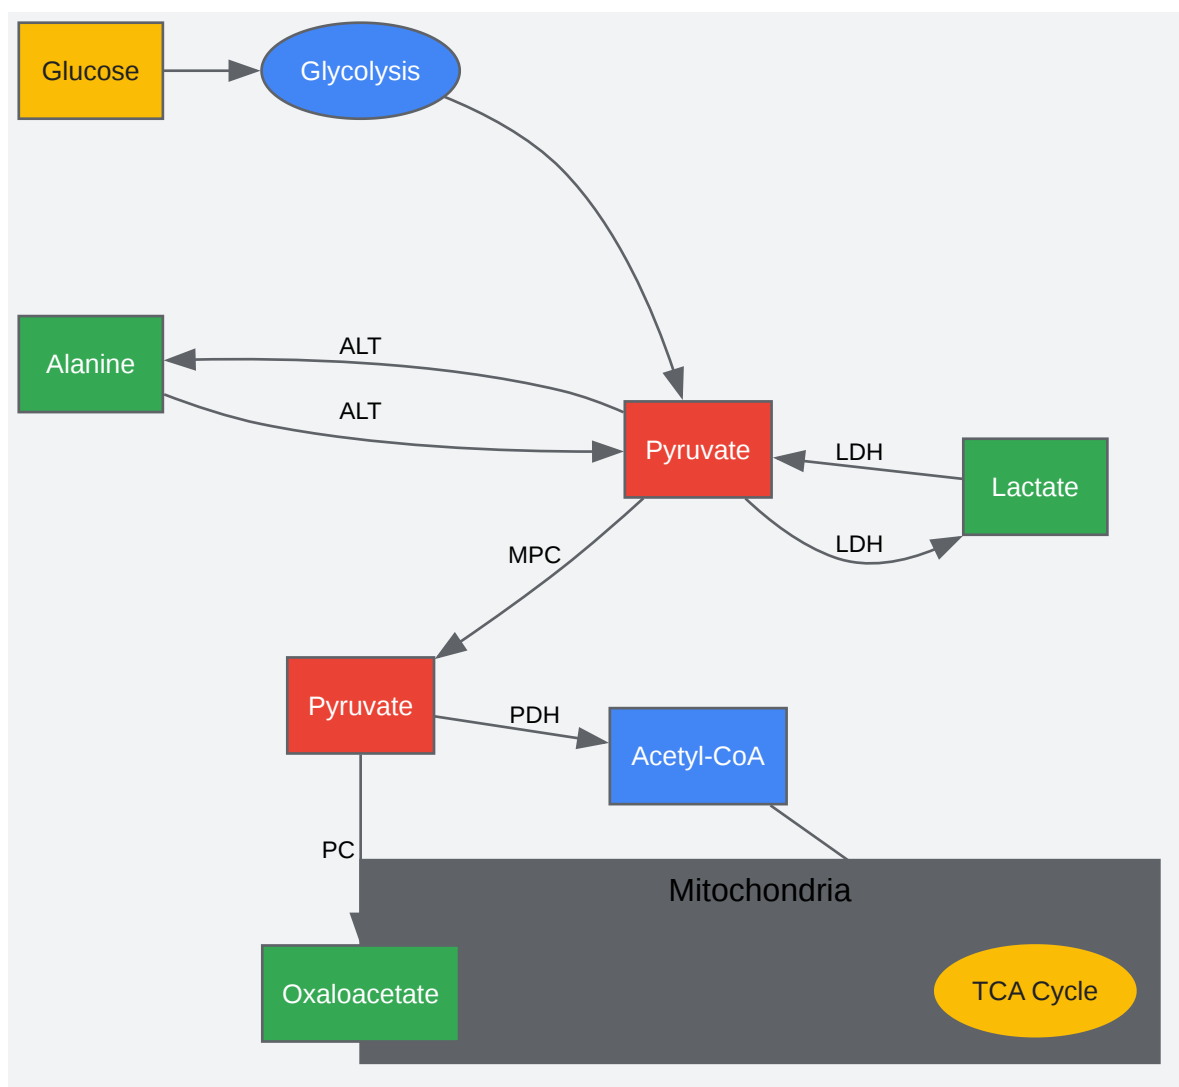 Glucose
Glycolysis
Alanine
ALT
ALT
Pyruvate
LDH
Lactate
LDH
MPC
Pyruvate
PDH
Acetyl-CoA
PC
Mitochondria
Oxaloacetate
TCA Cycle